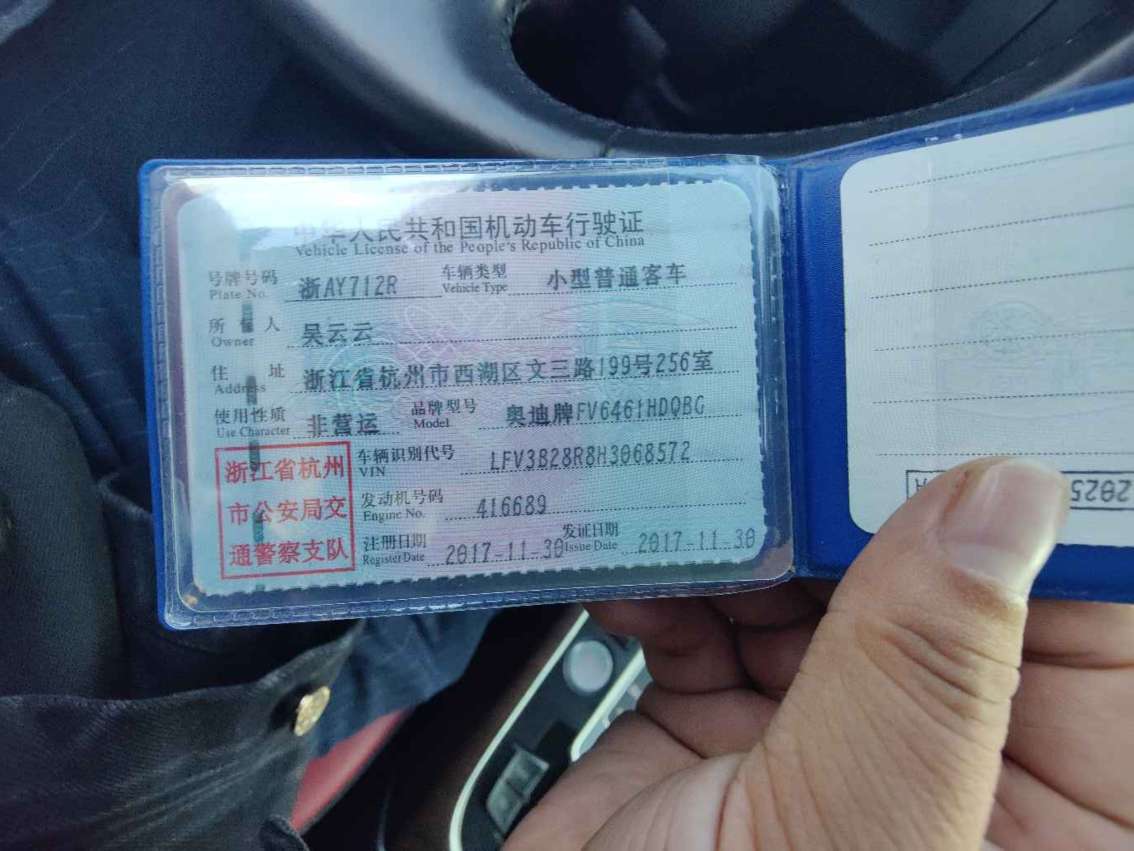 中华人民共和国机动车行驶证
Vehicle License of the People's Republic of China
号牌号码 浙AY712R 车辆类型 小型普通客车
Plate No. Vehicle Type
所有人 吴云云
Owner
住址 浙江省杭州市西湖区文三路199号256室
Address
使用性质 非营运 品牌型号 奥迪牌FV6461HDQBG
Use Character Model
浙江省杭州
市公安局交
通警察支队
车辆识别代号 LFV3B28R8H3068572
VIN
发动机号码 416689
Engine No.
注册日期 2017-11-30 发证日期 2017-11-30
Register Date Issue Date
2025